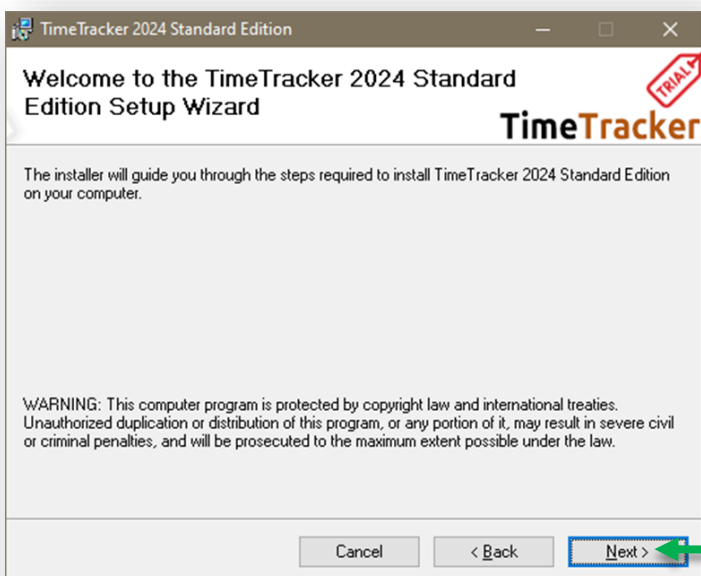 TimeTracker 2024 Standard Edition
Welcome to the TimeTracker 2024 Standard
Edition Setup Wizard
TRIAL
TimeTracker
The installer will guide you through the steps required to install TimeTracker 2024 Standard Edition
on your computer.
WARNING: This computer program is protected by copyright law and international treaties.
Unauthorized duplication or distribution of this program, or any portion of it, may result in severe civil
or criminal penalties, and will be prosecuted to the maximum extent possible under the law.
Cancel
< Back
Next >